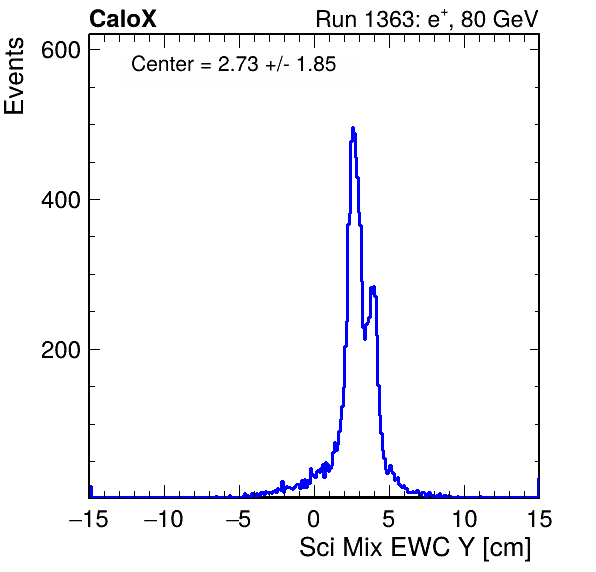 CaloX Run 1363: e⁺, 80 GeV
Center = 2.73 +/- 1.85
Events
600
400
200
−15 −10 −5 0 5 10 15
Sci Mix EWC Y [cm]